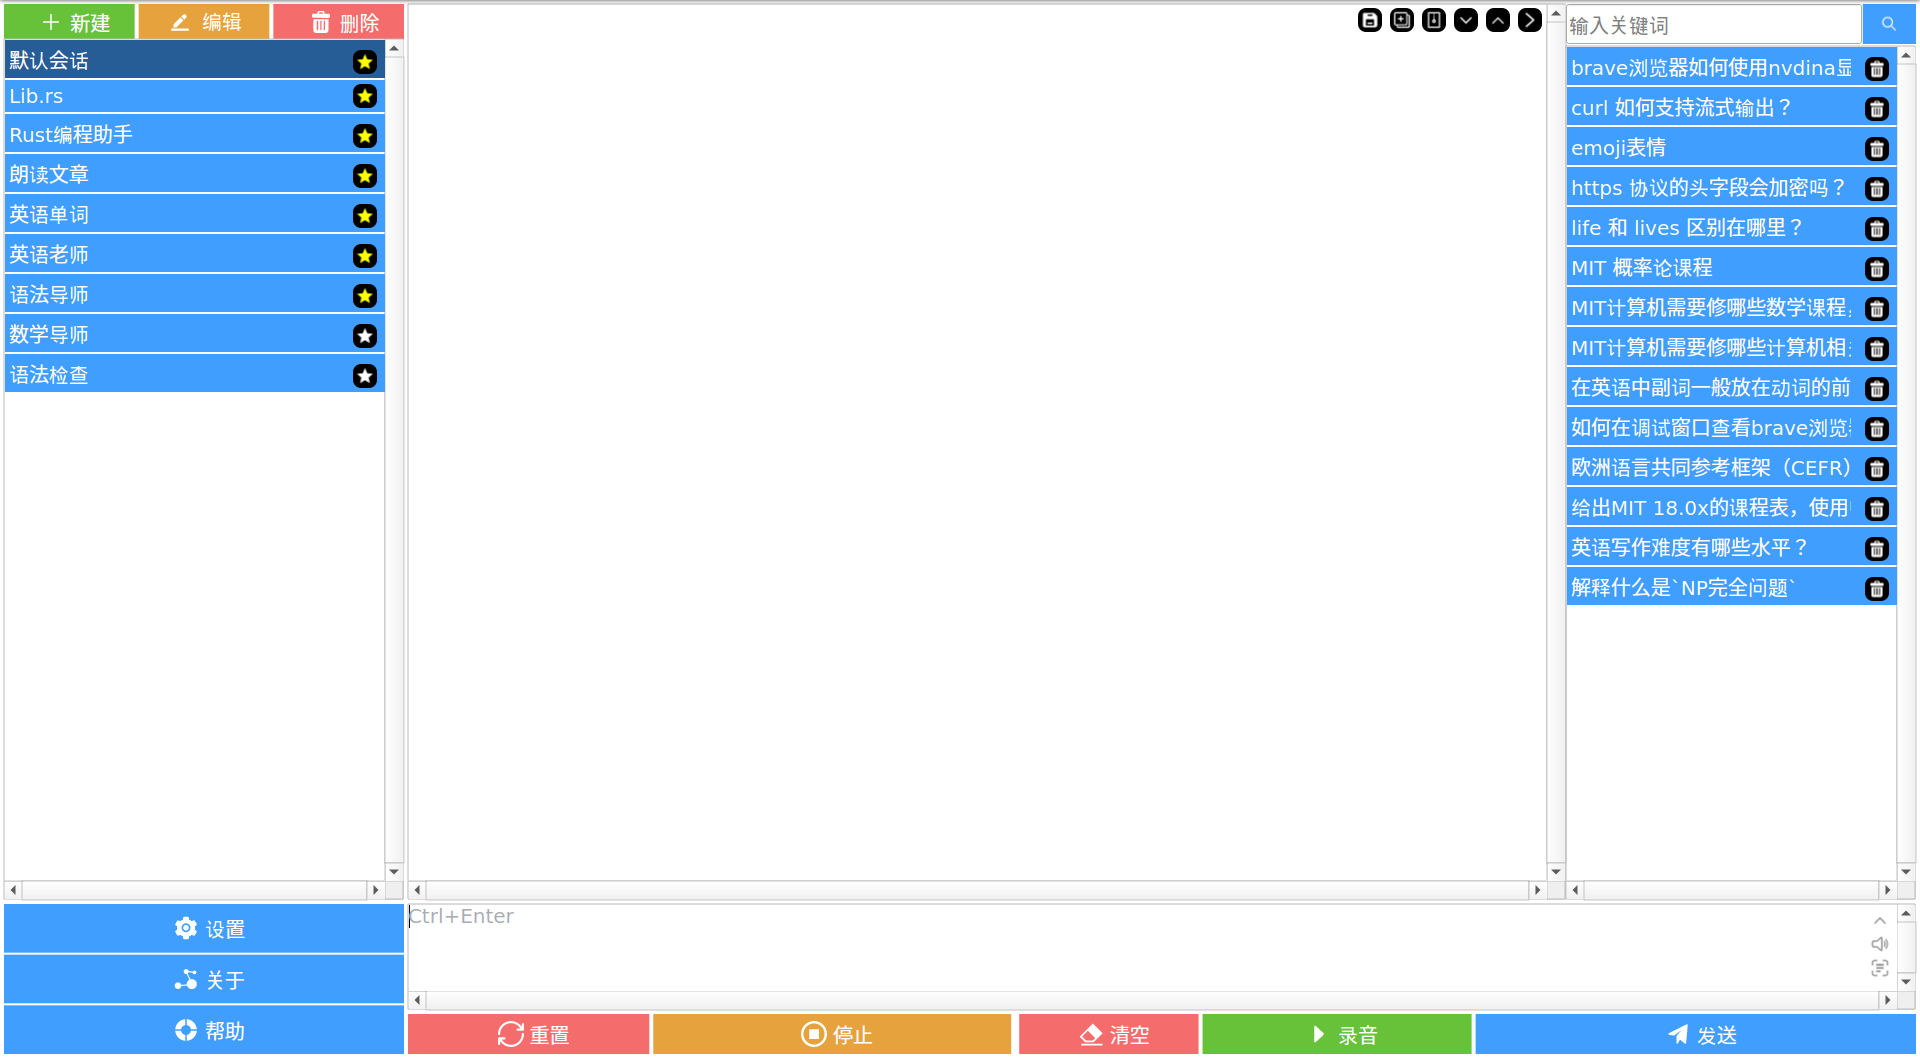 新建
编辑
删除
默认会话
Lib.rs
Rust编程助手
朗读文章
英语单词
英语老师
语法导师
数学导师
语法检查
设置
关于
帮助
Ctrl+Enter
重置
停止
清空
录音
发送
输入关键词
brave浏览器如何使用nvdina显
curl 如何支持流式输出？
emoji表情
https 协议的头字段会加密吗？
life 和 lives 区别在哪里？
MIT 概率论课程
MIT计算机需要修哪些数学课程，
MIT计算机需要修哪些计算机相
在英语中副词一般放在动词的前
如何在调试窗口查看brave浏览
欧洲语言共同参考框架（CEFR）
给出MIT 18.0x的课程表，使用
英语写作难度有哪些水平？
解释什么是`NP完全问题`